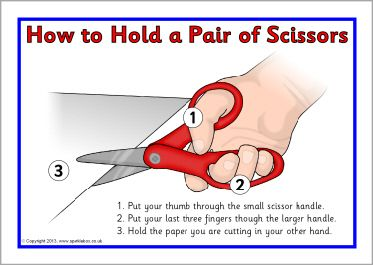 How to Hold a Pair of Scissors
1
3
2
1. Put your thumb through the small scissor handle.
2. Put your last three fingers though the larger handle.
3. Hold the paper you are cutting in your other hand.
© Copyright 2013, www.sparklebox.co.uk